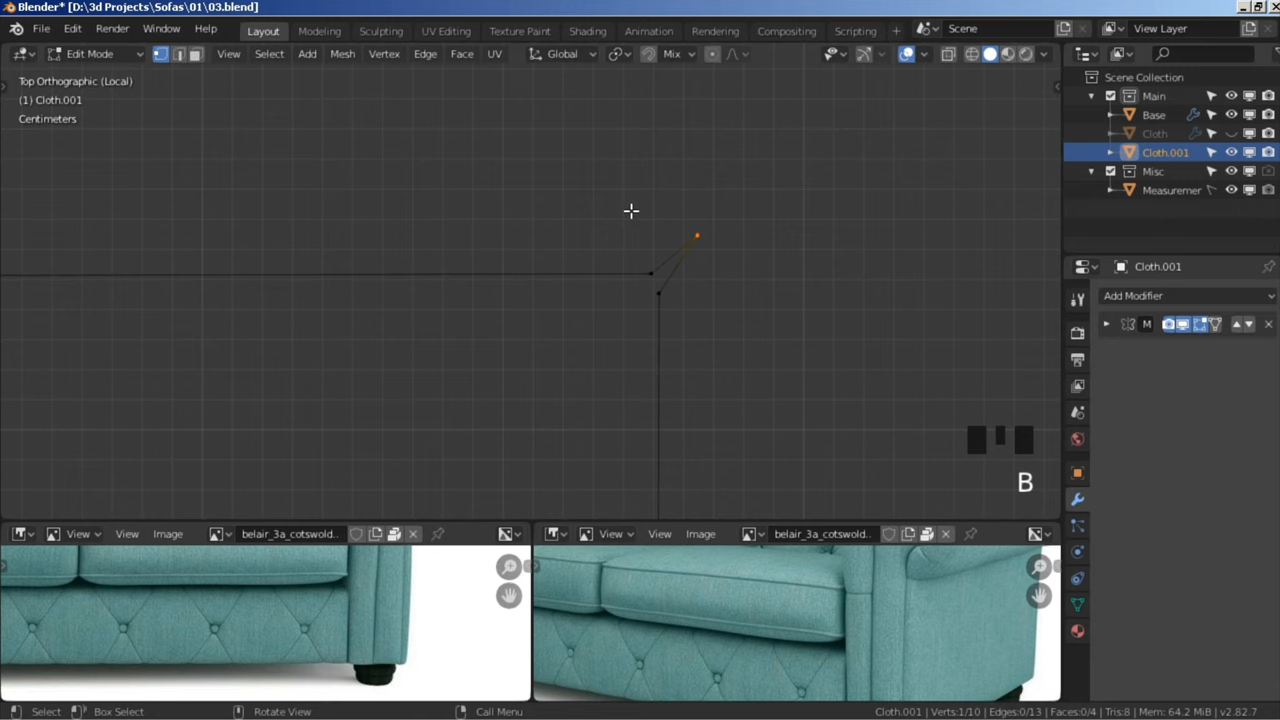 Blender* [D:\3d Projects\Sofas\01\03.blend]
File Edit Render Window Help Layout Modeling Sculpting UV Editing Texture Paint Shading Animation Rendering Compositing Scripting + Scene View Layer
Edit Mode View Select Add Mesh Vertex Edge Face UV Global Mix
Top Orthographic (Local)
(1) Cloth.001
Centimeters
Scene Collection
Main
Base
Cloth
Cloth.001
Misc
Measuremer
Cloth.001
Add Modifier
M
B
View View Image belair_3a_cotswold..
View View Image belair_3a_cotswold..
Select Box Select Rotate View Call Menu Cloth.001 | Verts:1/10 | Edges:0/13 | Faces:0/4 | Tris:8 | Mem: 64.2 MiB | v2.82.7